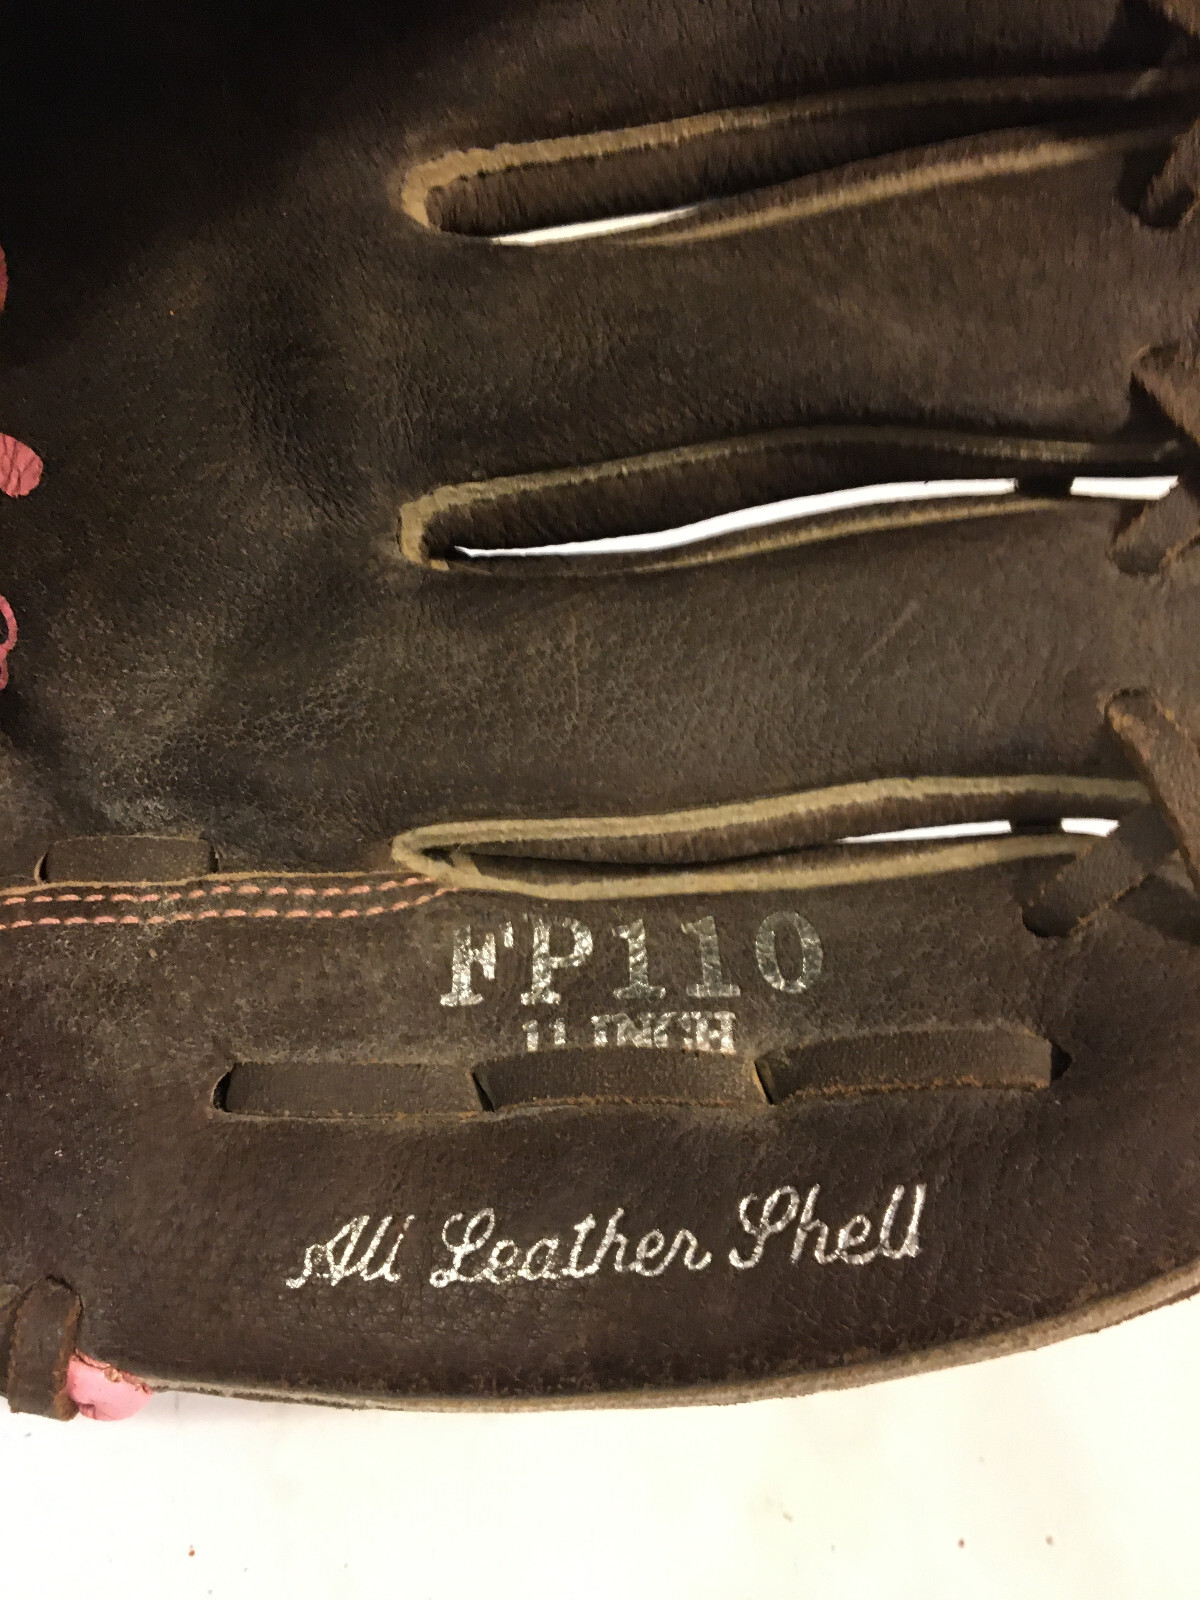 FP110
11 INCH
All Leather Shell